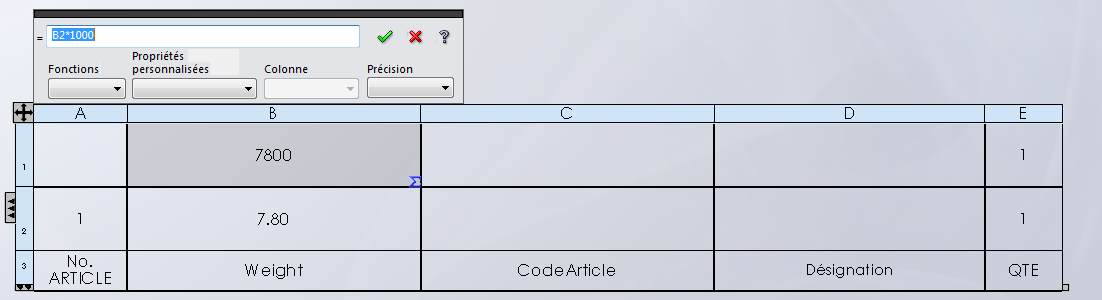 = B2*1000
Propriétés
Fonctions personnalisées Colonne Précision
A B C D E
1 7800 1
2 1 7.80 1
3 No. ARTICLE Weight CodeArticle Désignation QTE